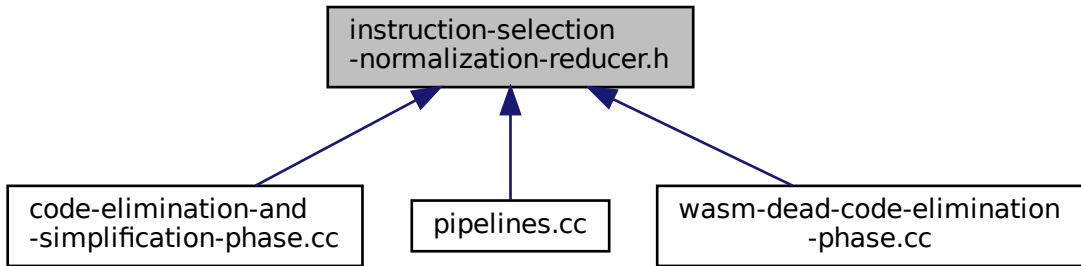 instruction-selection
-normalization-reducer.h
code-elimination-and
-simplification-phase.cc
pipelines.cc
wasm-dead-code-elimination
-phase.cc